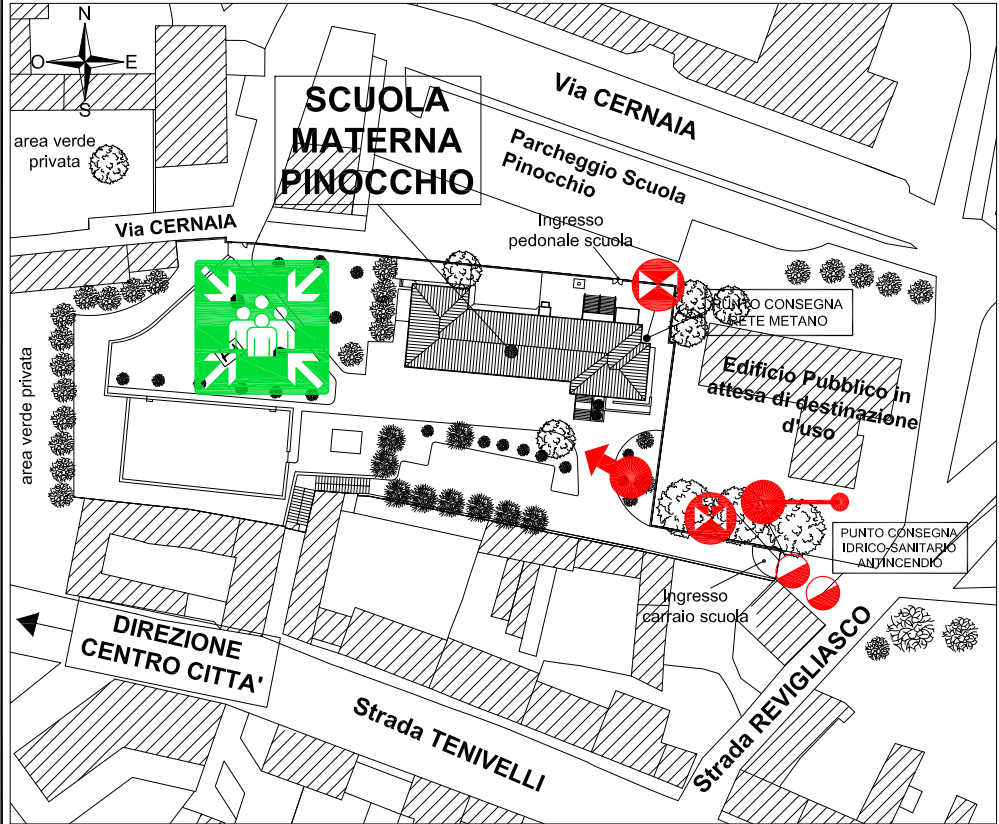 N
O
E
S
area verde
privata
SCUOLA
MATERNA
PINOCCHIO
Via CERNAIA
Parcheggio Scuola
Pinocchio
Ingresso
pedonale scuola
Via CERNAIA
PUNTO CONSEGNA
RETE METANO
Edificio Pubblico in
attesa di destinazione
d'uso
area verde privata
PUNTO CONSEGNA
IDRICO-SANITARIO
ANTINCENDIO
Ingresso
carraio scuola
DIREZIONE
CENTRO CITTA'
Strada TENIVELLI
Strada REVIGLIASCO